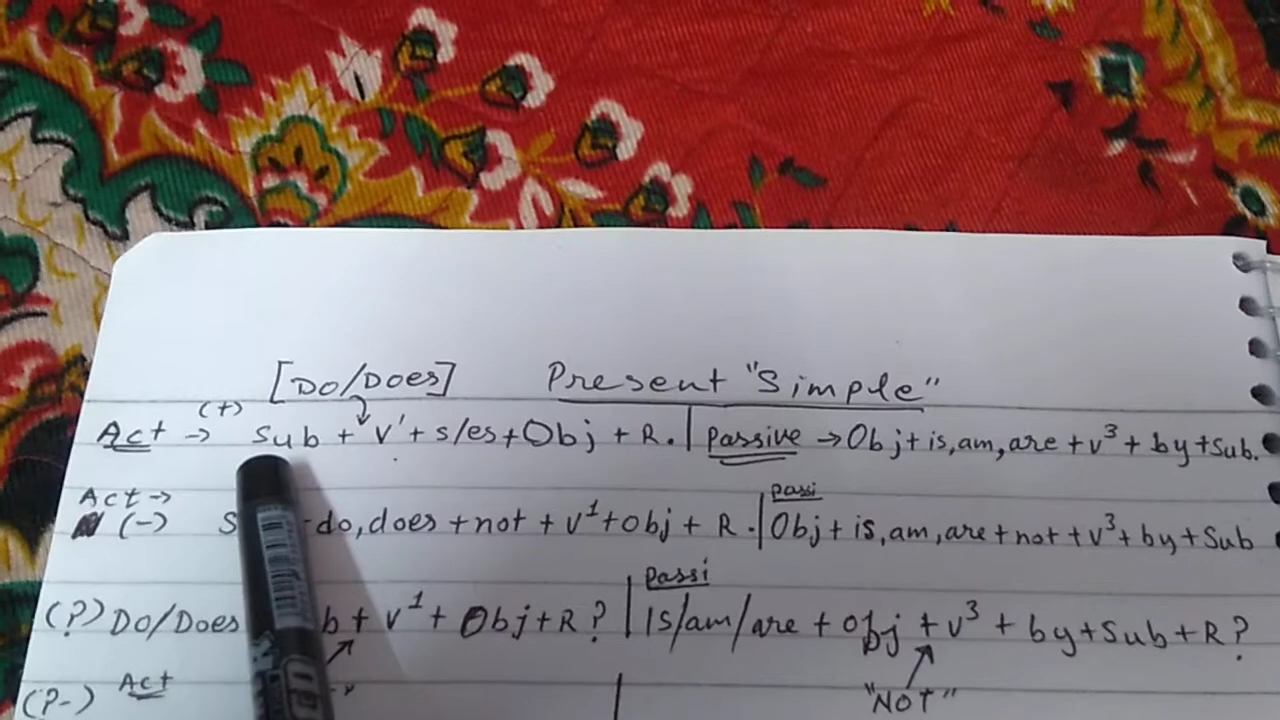 [DO/DOES] Present "Simple"
Act → (+) Sub + V' + s/es + Obj + R. | Passive → Obj + is, am, are + v³ + by + Sub.
Act → passi
(-) S do, does + not + V¹ + Obj + R. | Obj + is, am, are + not + v³ + by + Sub
passi
(?) Do/Does b + V¹ + Obj + R? | Is/am/are + obj + v³ + by + Sub + R?
(?-) Act "NOT"